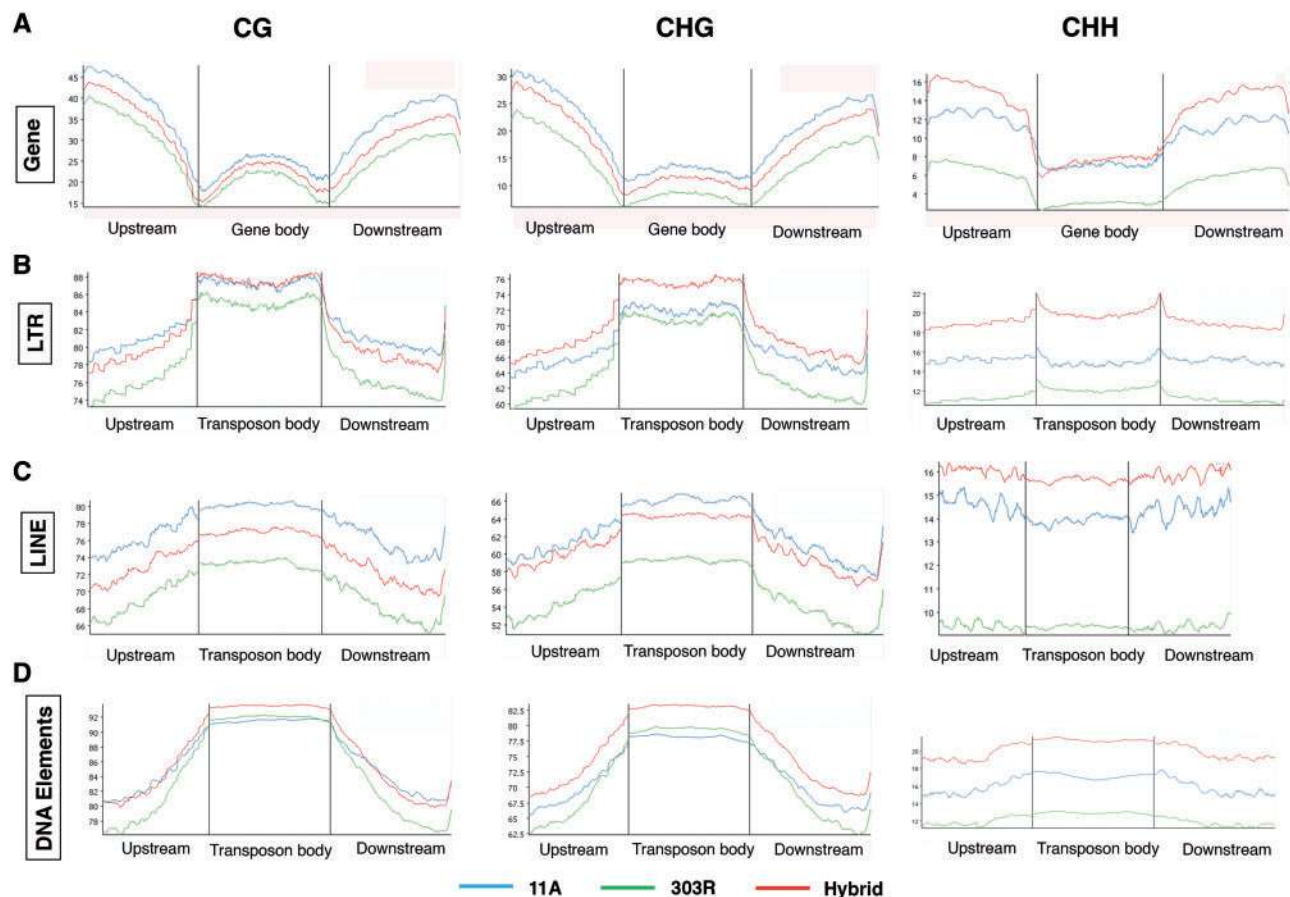 A
CG
CHG
CHH
Gene
45
40
35
30
25
20
15
Upstream
Gene body
Downstream
30
25
20
15
10
Upstream
Gene body
Downstream
16
14
12
10
8
6
4
Upstream
Gene body
Downstream
B
LTR
88
86
84
82
80
78
76
74
Upstream
Transposon body
Downstream
76
74
72
70
68
66
64
62
60
Upstream
Transposon body
Downstream
22
20
18
16
14
12
Upstream
Transposon body
Downstream
C
LINE
80
78
76
74
72
70
68
66
Upstream
Transposon body
Downstream
66
64
62
60
58
56
54
52
Upstream
Transposon body
Downstream
16
15
14
13
12
11
10
Upstream
Transposon body
Downstream
D
DNA Elements
92
90
88
86
84
82
80
78
Upstream
Transposon body
Downstream
82.5
80
77.5
75
72.5
70
67.5
65
62.5
Upstream
Transposon body
Downstream
20
18
16
14
12
Upstream
Transposon body
Downstream
11A
303R
Hybrid